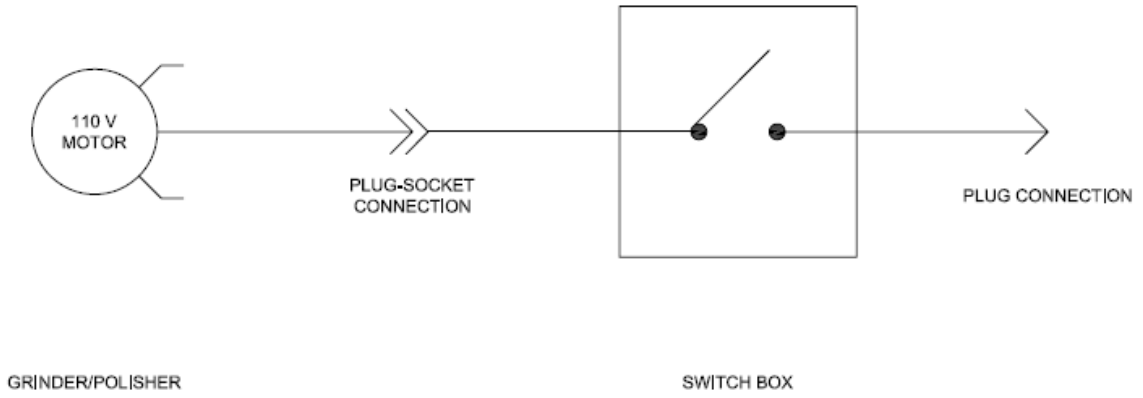 110 V
MOTOR
PLUG-SOCKET
CONNECTION
PLUG CONNECTION
GRINDER/POLISHER
SWITCH BOX